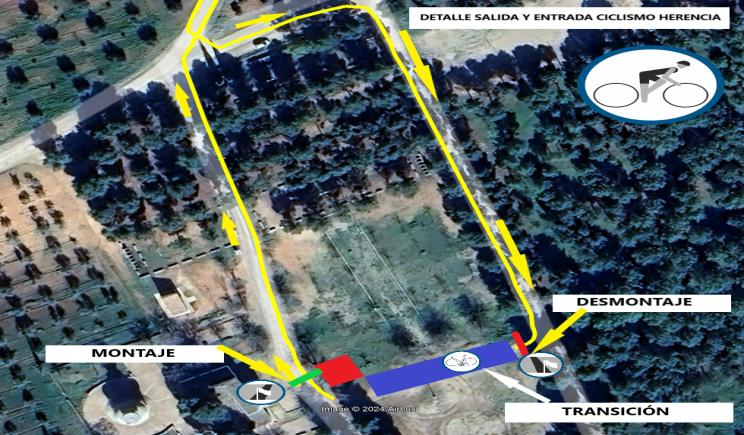 DETALLE SALIDA Y ENTRADA CICLISMO HERENCIA
DESMONTAJE
MONTAJE
TRANSICIÓN
Image © 2024 Airbus